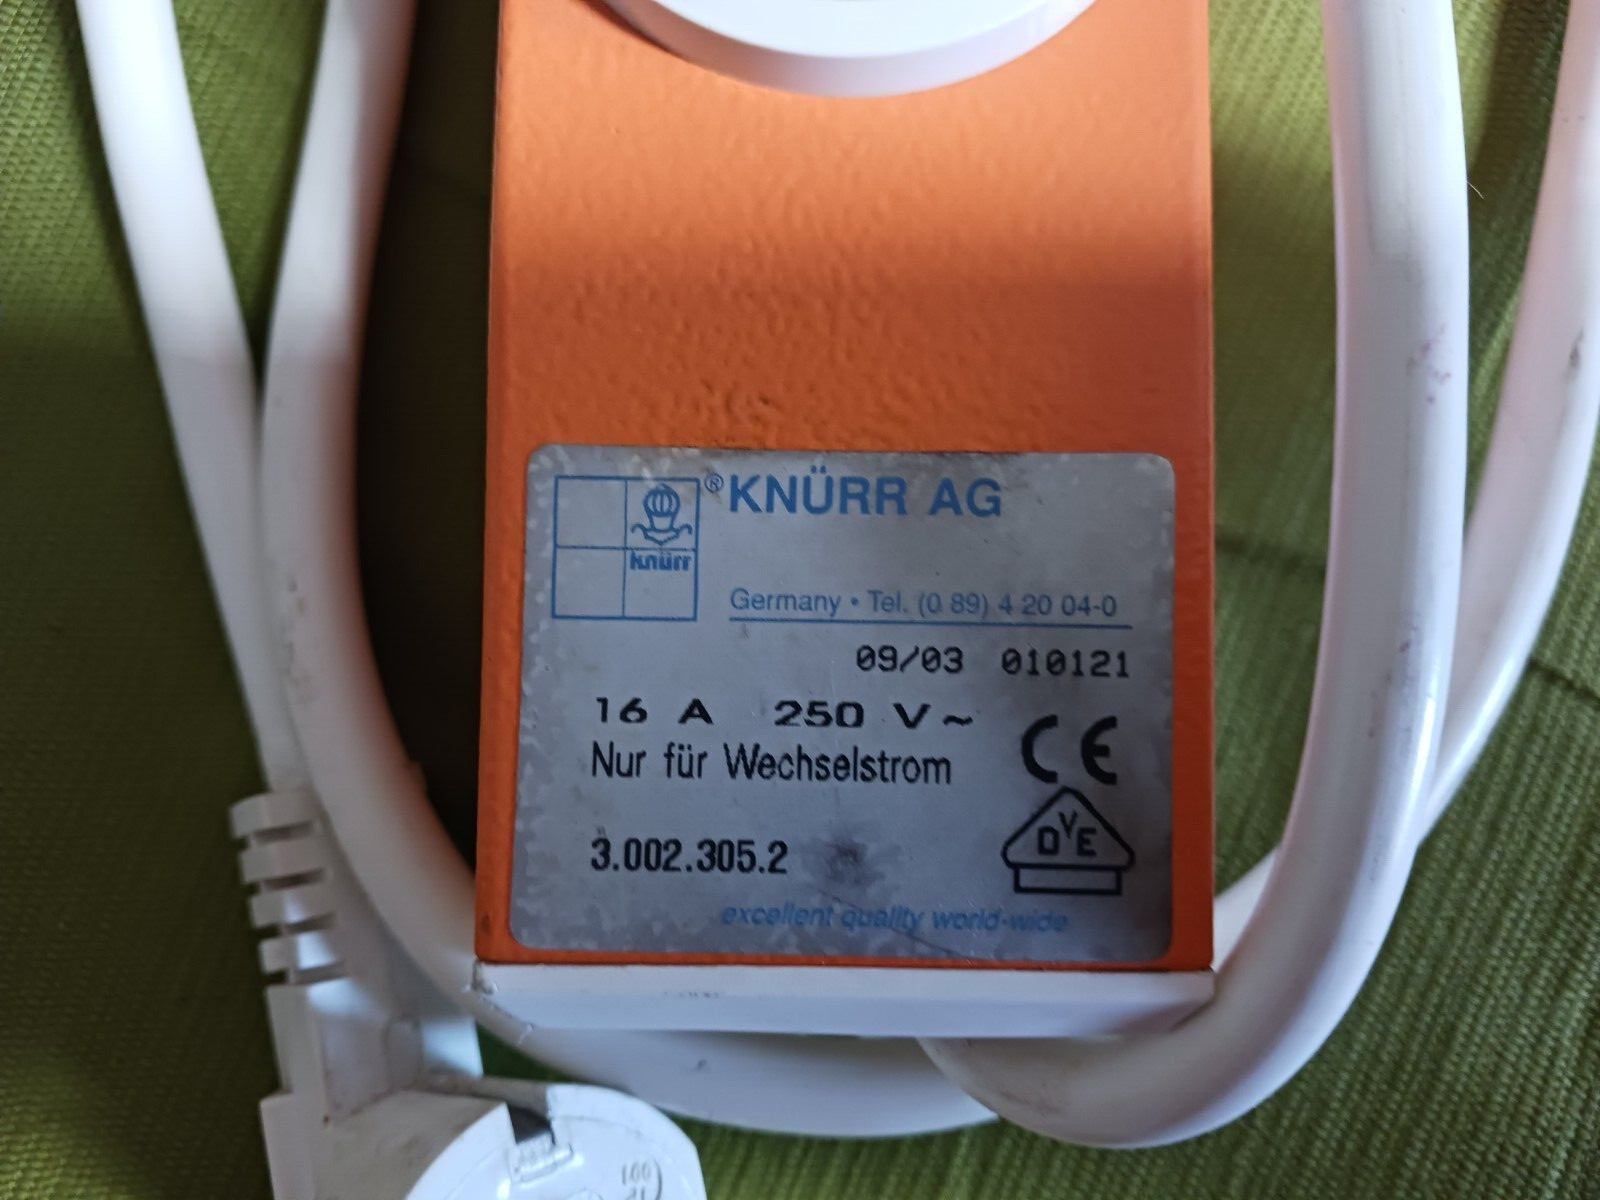 ® KNÜRR AG
knürr
Germany • Tel. (0 89) 4 20 04-0
09/03 010121
16 A 250 V ~
Nur für Wechselstrom
CE
3.002.305.2
DVE
excellent quality world-wide